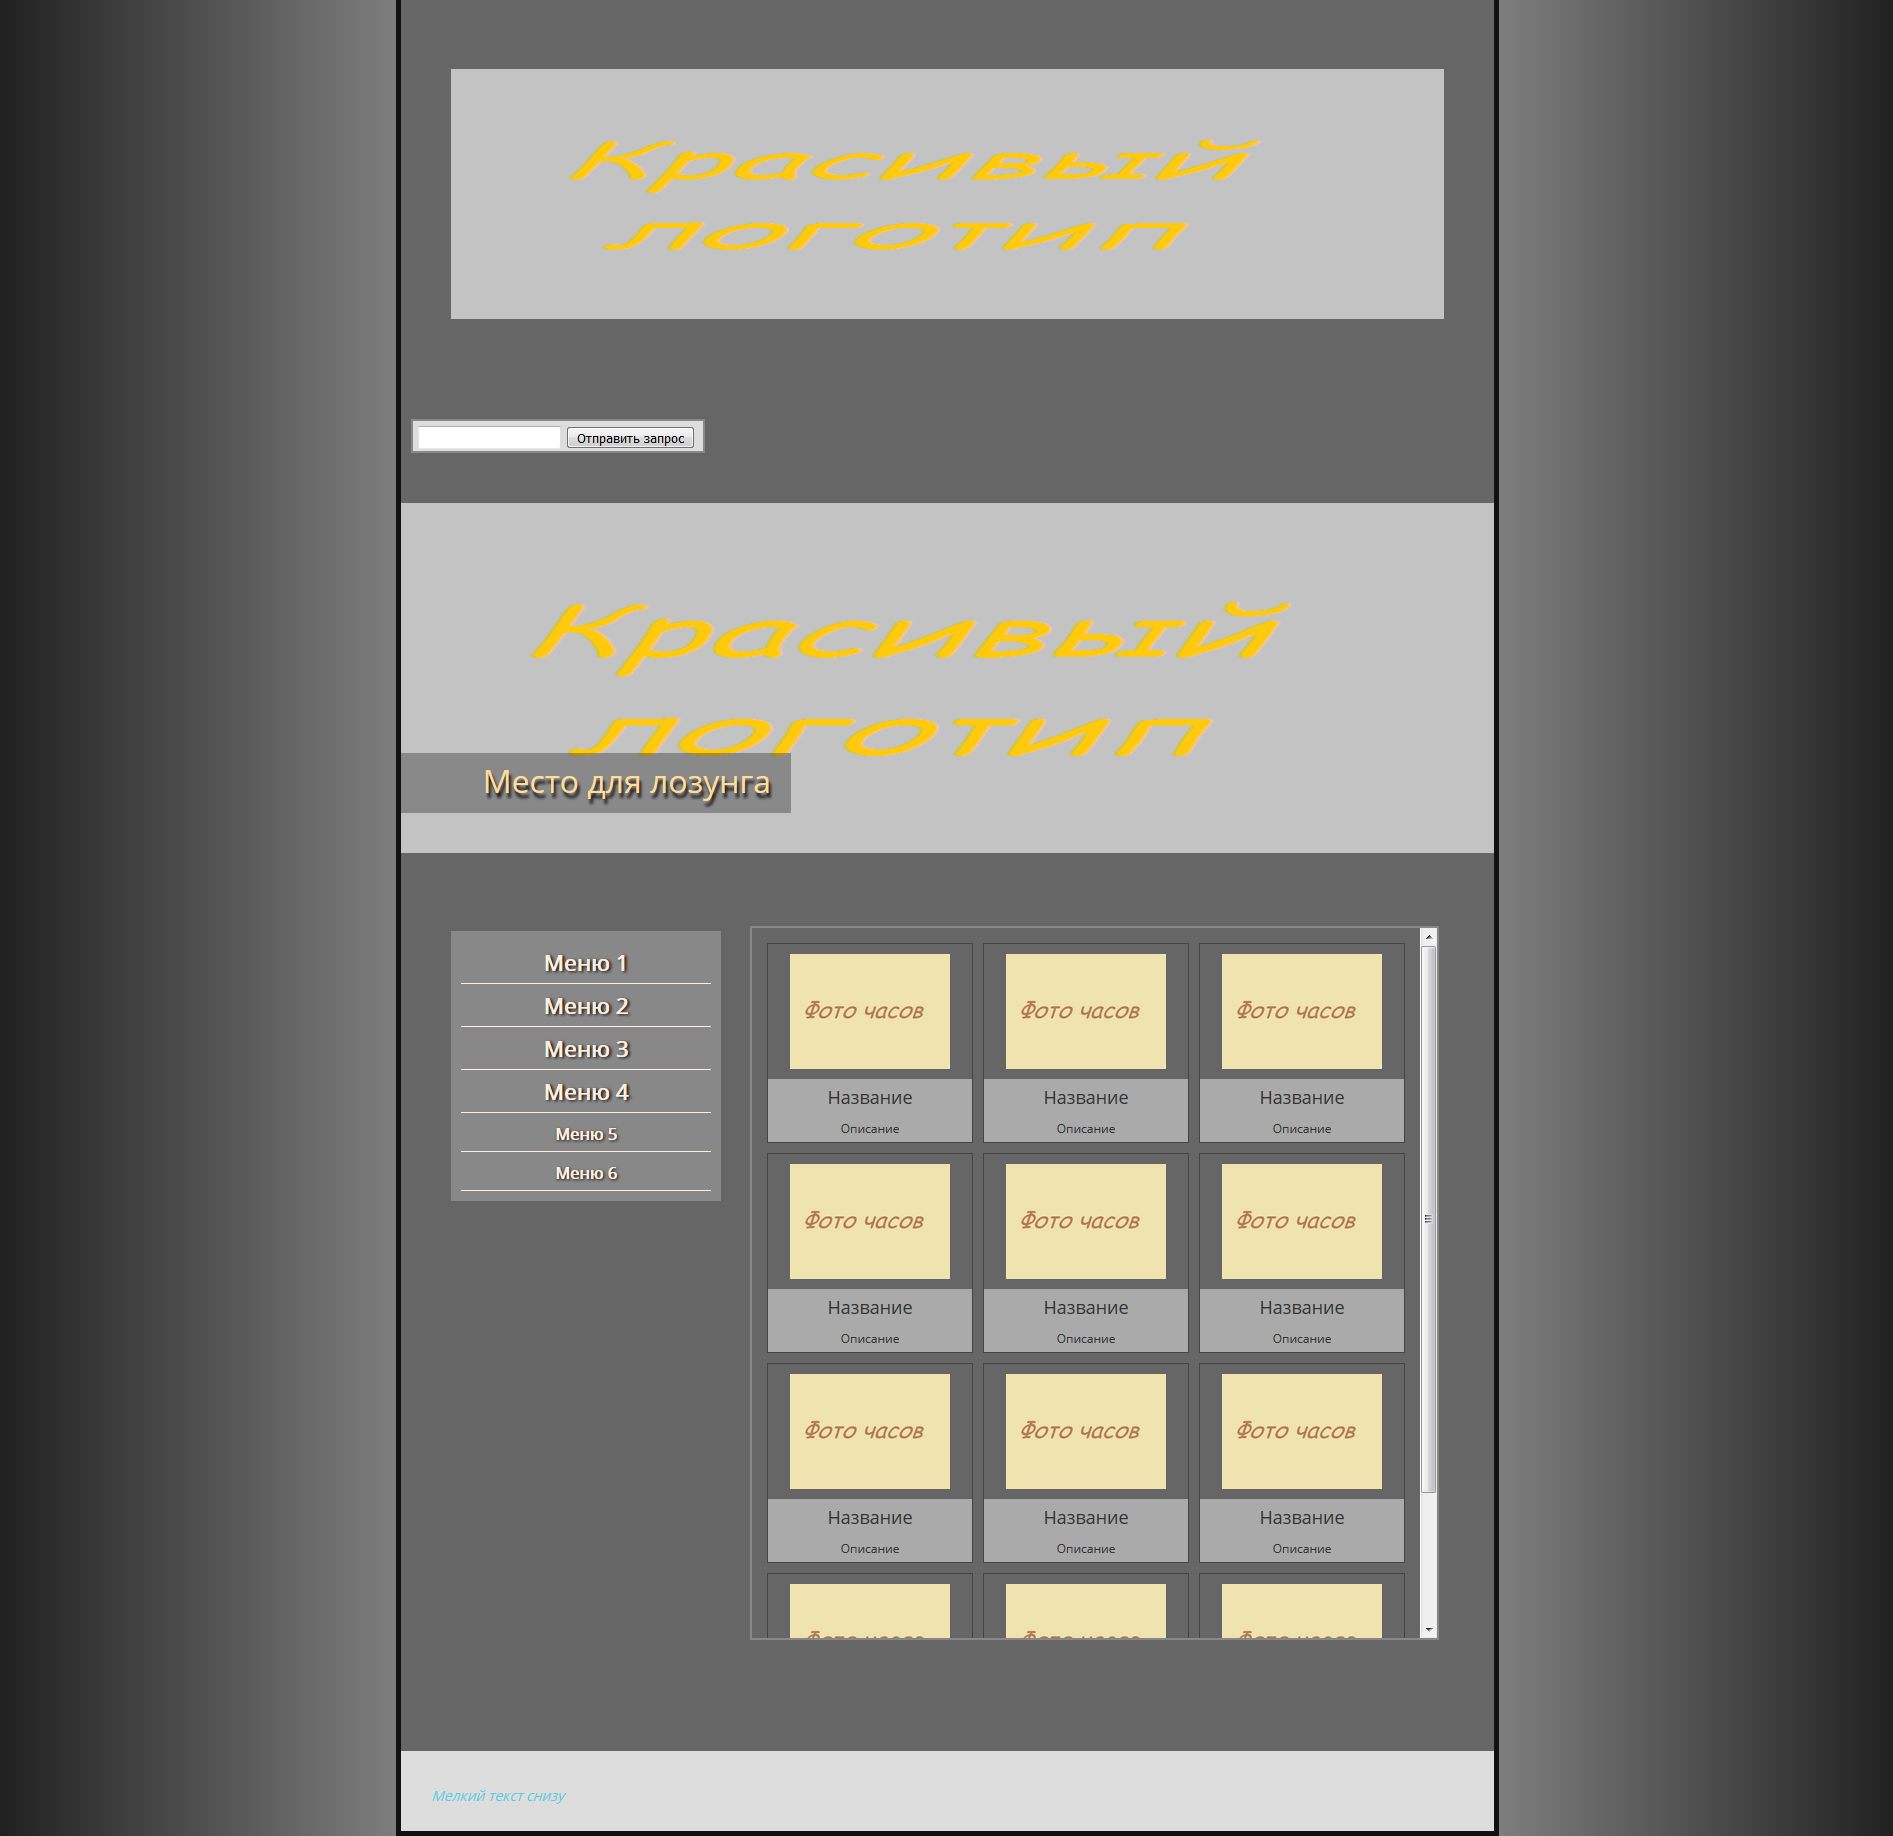 Красивый
логотип
Отправить запрос
Красивый
логотип
Место для лозунга
Меню 1
Меню 2
Меню 3
Меню 4
Меню 5
Меню 6
Фото часов Фото часов Фото часов
Название Название Название
Описание Описание Описание
Фото часов Фото часов Фото часов
Название Название Название
Описание Описание Описание
Фото часов Фото часов Фото часов
Название Название Название
Описание Описание Описание
Мелкий текст снизу